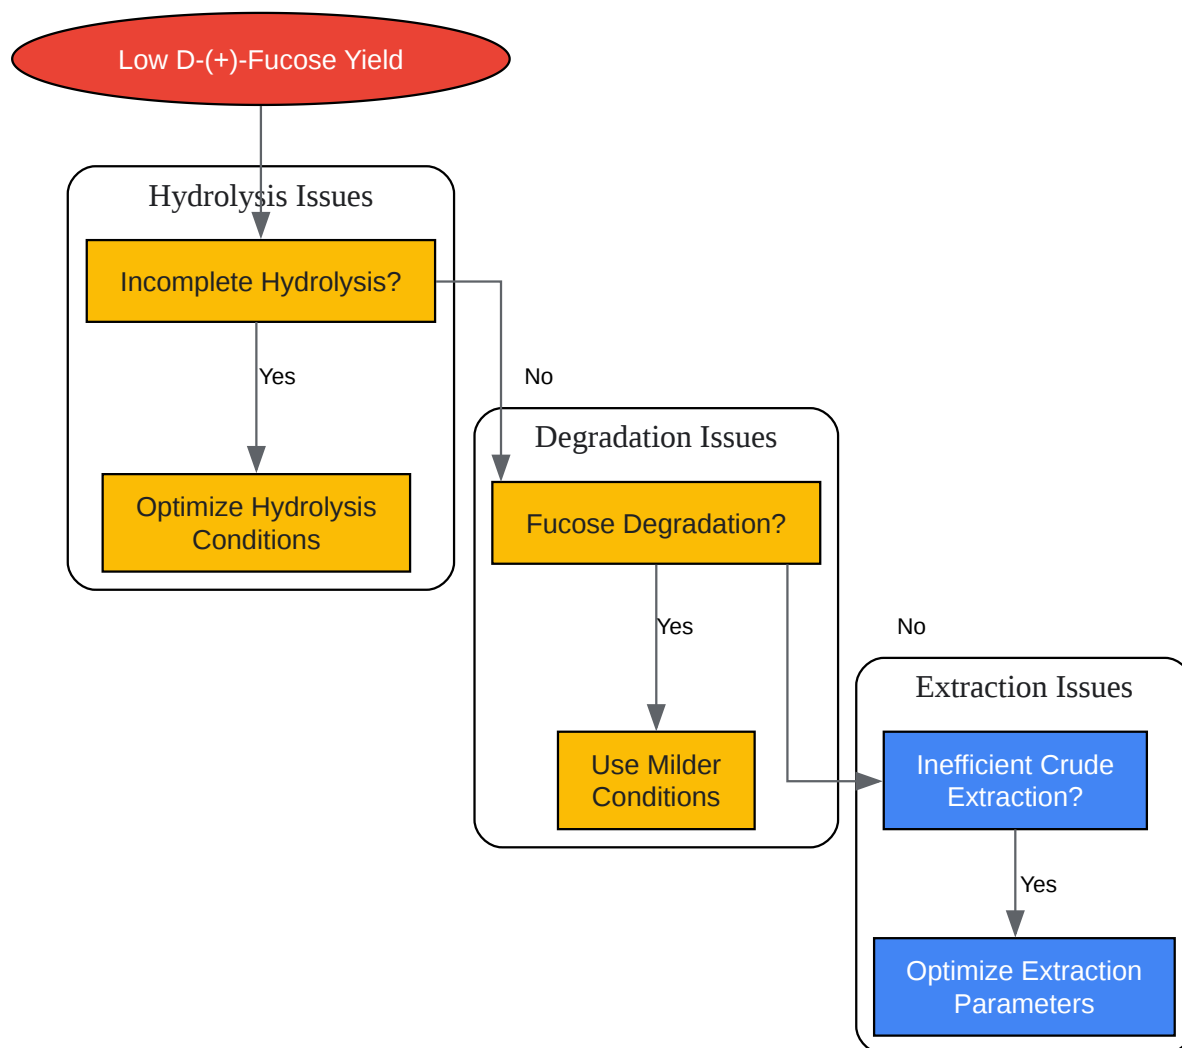 Low D-(+)-Fucose Yield
Hydrolysis Issues
Incomplete Hydrolysis?
Yes
No
Optimize Hydrolysis
Conditions
Degradation Issues
Fucose Degradation?
Yes
No
Use Milder
Conditions
Extraction Issues
Inefficient Crude
Extraction?
Yes
Optimize Extraction
Parameters